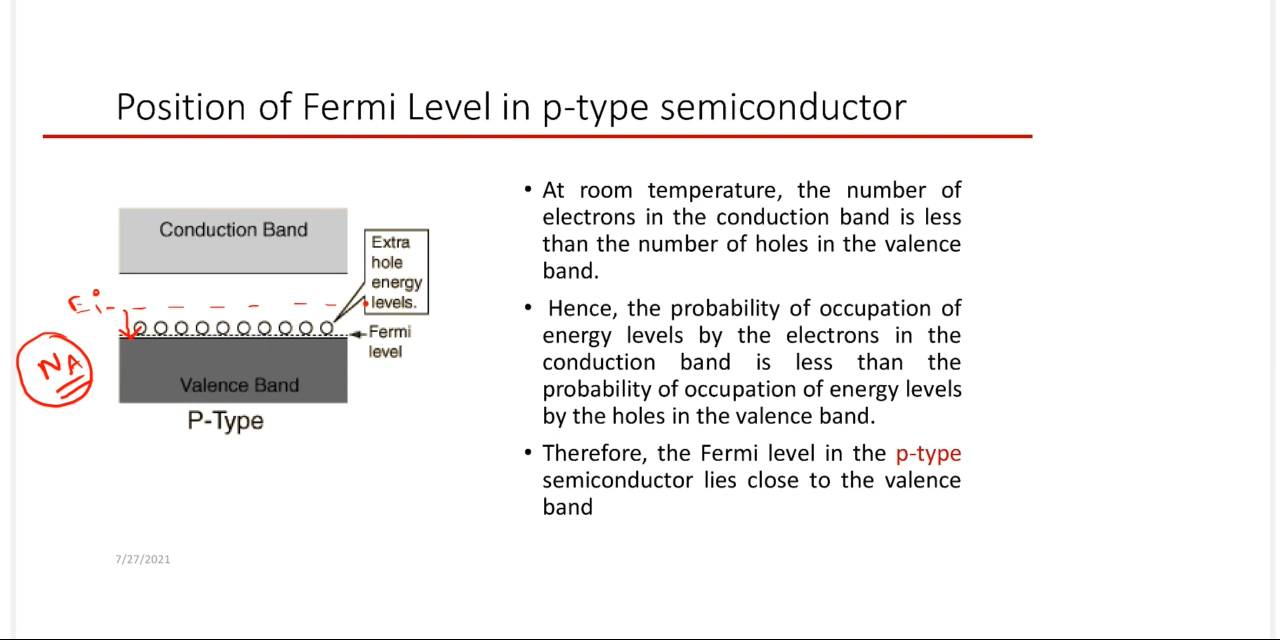 Position of Fermi Level in p-type semiconductor
Conduction Band
Extra
hole
energy
levels.
Ei
Fermi
level
NA
Valence Band
P-Type
• At room temperature, the number of
electrons in the conduction band is less
than the number of holes in the valence
band.
• Hence, the probability of occupation of
energy levels by the electrons in the
conduction band is less than the
probability of occupation of energy levels
by the holes in the valence band.
• Therefore, the Fermi level in the p-type
semiconductor lies close to the valence
band
7/27/2021